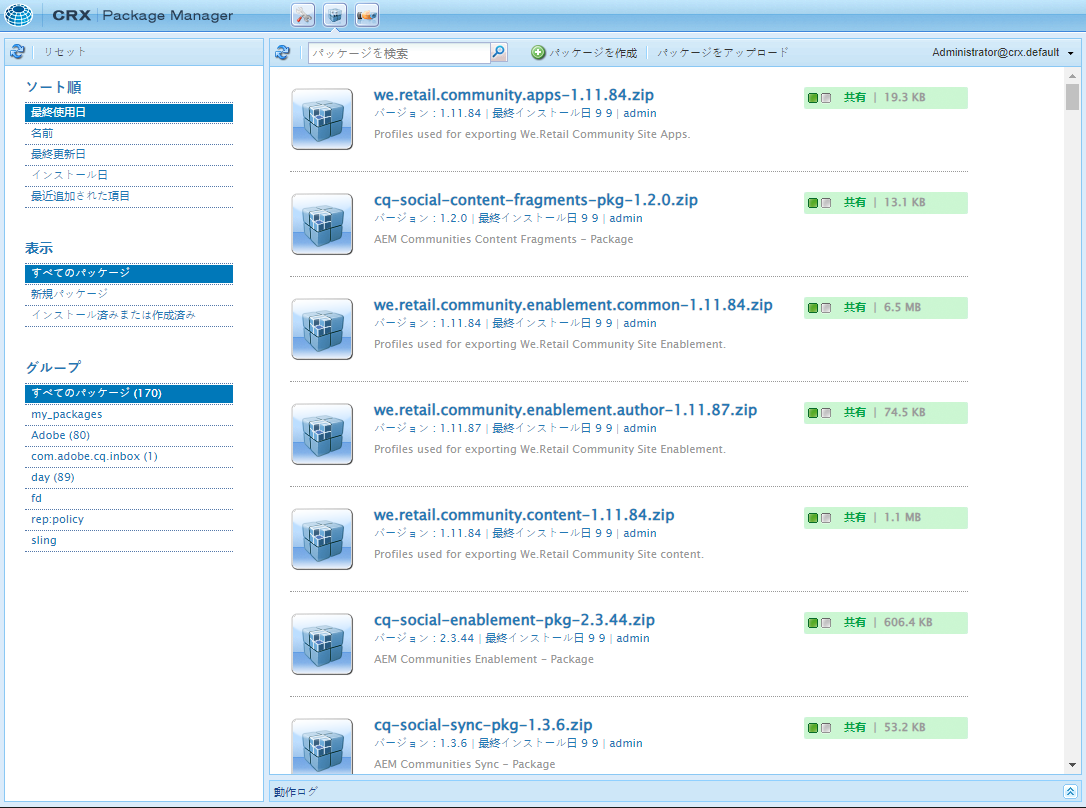 CRX | Package Manager
リセット
ソート順
最終使用日
名前
最終更新日
インストール日
最近追加された項目
表示
すべてのパッケージ
新規パッケージ
インストール済みまたは作成済み
グループ
すべてのパッケージ (170)
my_packages
Adobe (80)
com.adobe.cq.inbox (1)
day (89)
fd
rep:policy
sling
パッケージを検索
パッケージを作成
パッケージをアップロード
Administrator@crx.default
we.retail.community.apps-1.11.84.zip
共有 | 19.3 KB
バージョン : 1.11.84 | 最終インストール日 9 9 | admin
Profiles used for exporting We.Retail Community Site Apps.
cq-social-content-fragments-pkg-1.2.0.zip
共有 | 13.1 KB
バージョン : 1.2.0 | 最終インストール日 9 9 | admin
AEM Communities Content Fragments - Package
we.retail.community.enablement.common-1.11.84.zip
共有 | 6.5 MB
バージョン : 1.11.84 | 最終インストール日 9 9 | admin
Profiles used for exporting We.Retail Community Site Enablement.
we.retail.community.enablement.author-1.11.87.zip
共有 | 74.5 KB
バージョン : 1.11.87 | 最終インストール日 9 9 | admin
Profiles used for exporting We.Retail Community Site Enablement.
we.retail.community.content-1.11.84.zip
共有 | 1.1 MB
バージョン : 1.11.84 | 最終インストール日 9 9 | admin
Profiles used for exporting We.Retail Community Site content.
cq-social-enablement-pkg-2.3.44.zip
共有 | 606.4 KB
バージョン : 2.3.44 | 最終インストール日 9 9 | admin
AEM Communities Enablement - Package
cq-social-sync-pkg-1.3.6.zip
共有 | 53.2 KB
バージョン : 1.3.6 | 最終インストール日 9 9 | admin
AEM Communities Sync - Package
動作ログ